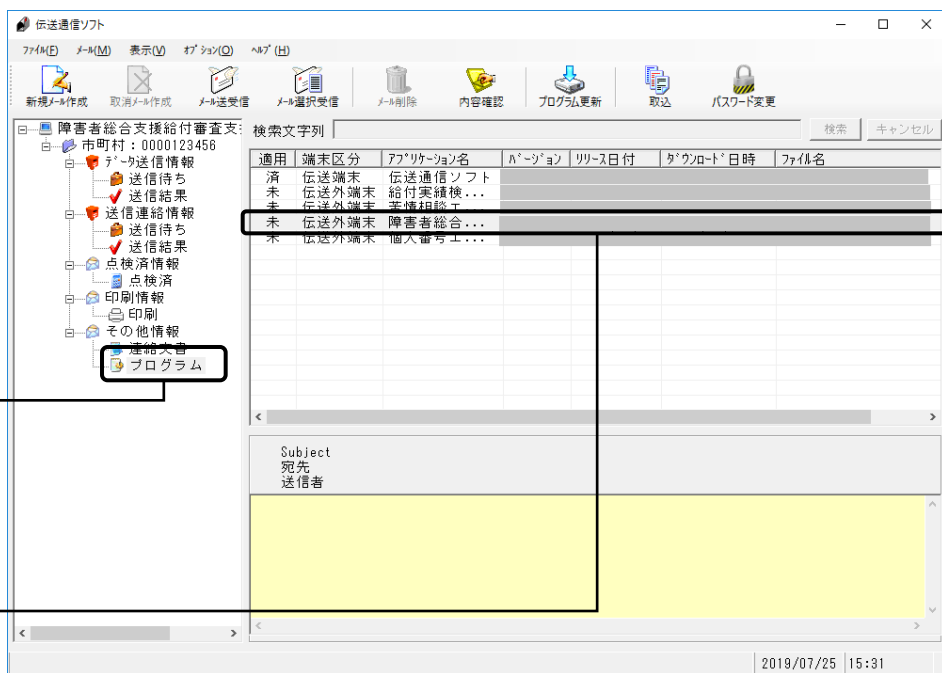 伝送通信ソフト
ファイル(F) メール(M) 表示(V) オプション(O) ヘルプ(H)
新規メール作成 取消メール作成 メール送受信 メール選択受信 メール削除 内容確認 プログラム更新 取込 パスワード変更
障害者総合支援給付審査支
検索文字列 検索 キャンセル
市町村：0000123456
データ送信情報
送信待ち
送信結果
送信連絡情報
送信待ち
送信結果
点検済情報
点検済
印刷情報
印刷
その他情報
連絡文書
プログラム
適用 端末区分 アプリケーション名 バージョン リリース日付 ダウンロード日時 ファイル名
済 伝送端末 伝送通信ソフト
未 伝送外端末 給付実績検...
未 伝送外端末 苦情相談エ...
未 伝送外端末 障害者総合...
未 伝送外端末 個人番号エ...
Subject
宛先
送信者
2019/07/25 15:31